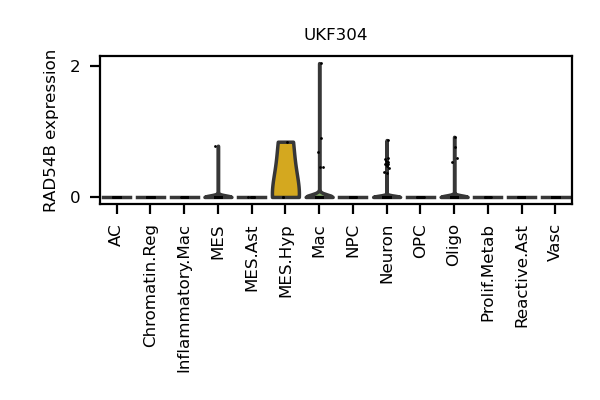 UKF304
RAD54B expression
2
0
AC
Chromatin.Reg
Inflammatory.Mac
MES
MES.Ast
MES.Hyp
Mac
NPC
Neuron
OPC
Oligo
Prolif.Metab
Reactive.Ast
Vasc